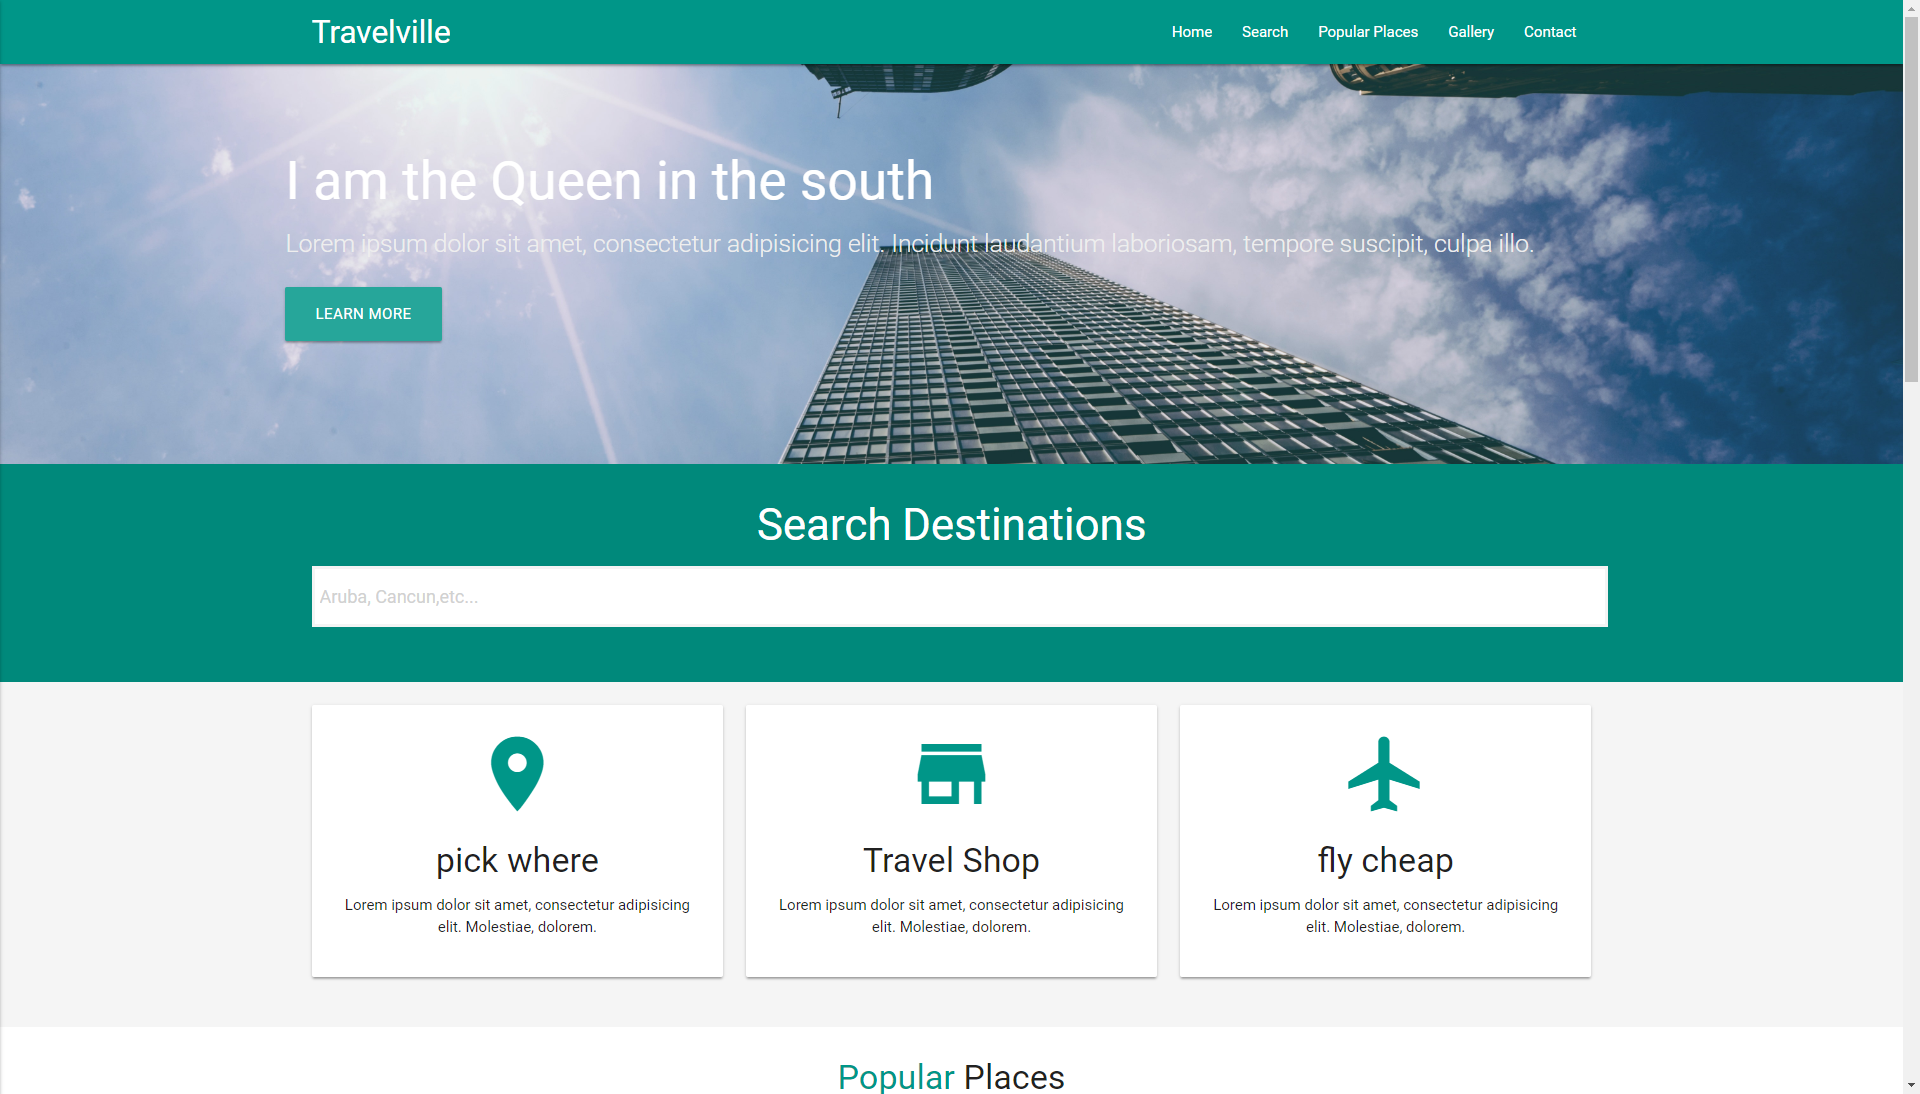 Travelville
Home Search Popular Places Gallery Contact
I am the Queen in the south
Lorem ipsum dolor sit amet, consectetur adipisicing elit. Incidunt laudantium laboriosam, tempore suscipit, culpa illo.
LEARN MORE
Search Destinations
Aruba, Cancun,etc...
pick where
Lorem ipsum dolor sit amet, consectetur adipisicing
elit. Molestiae, dolorem.
Travel Shop
Lorem ipsum dolor sit amet, consectetur adipisicing
elit. Molestiae, dolorem.
fly cheap
Lorem ipsum dolor sit amet, consectetur adipisicing
elit. Molestiae, dolorem.
Popular Places